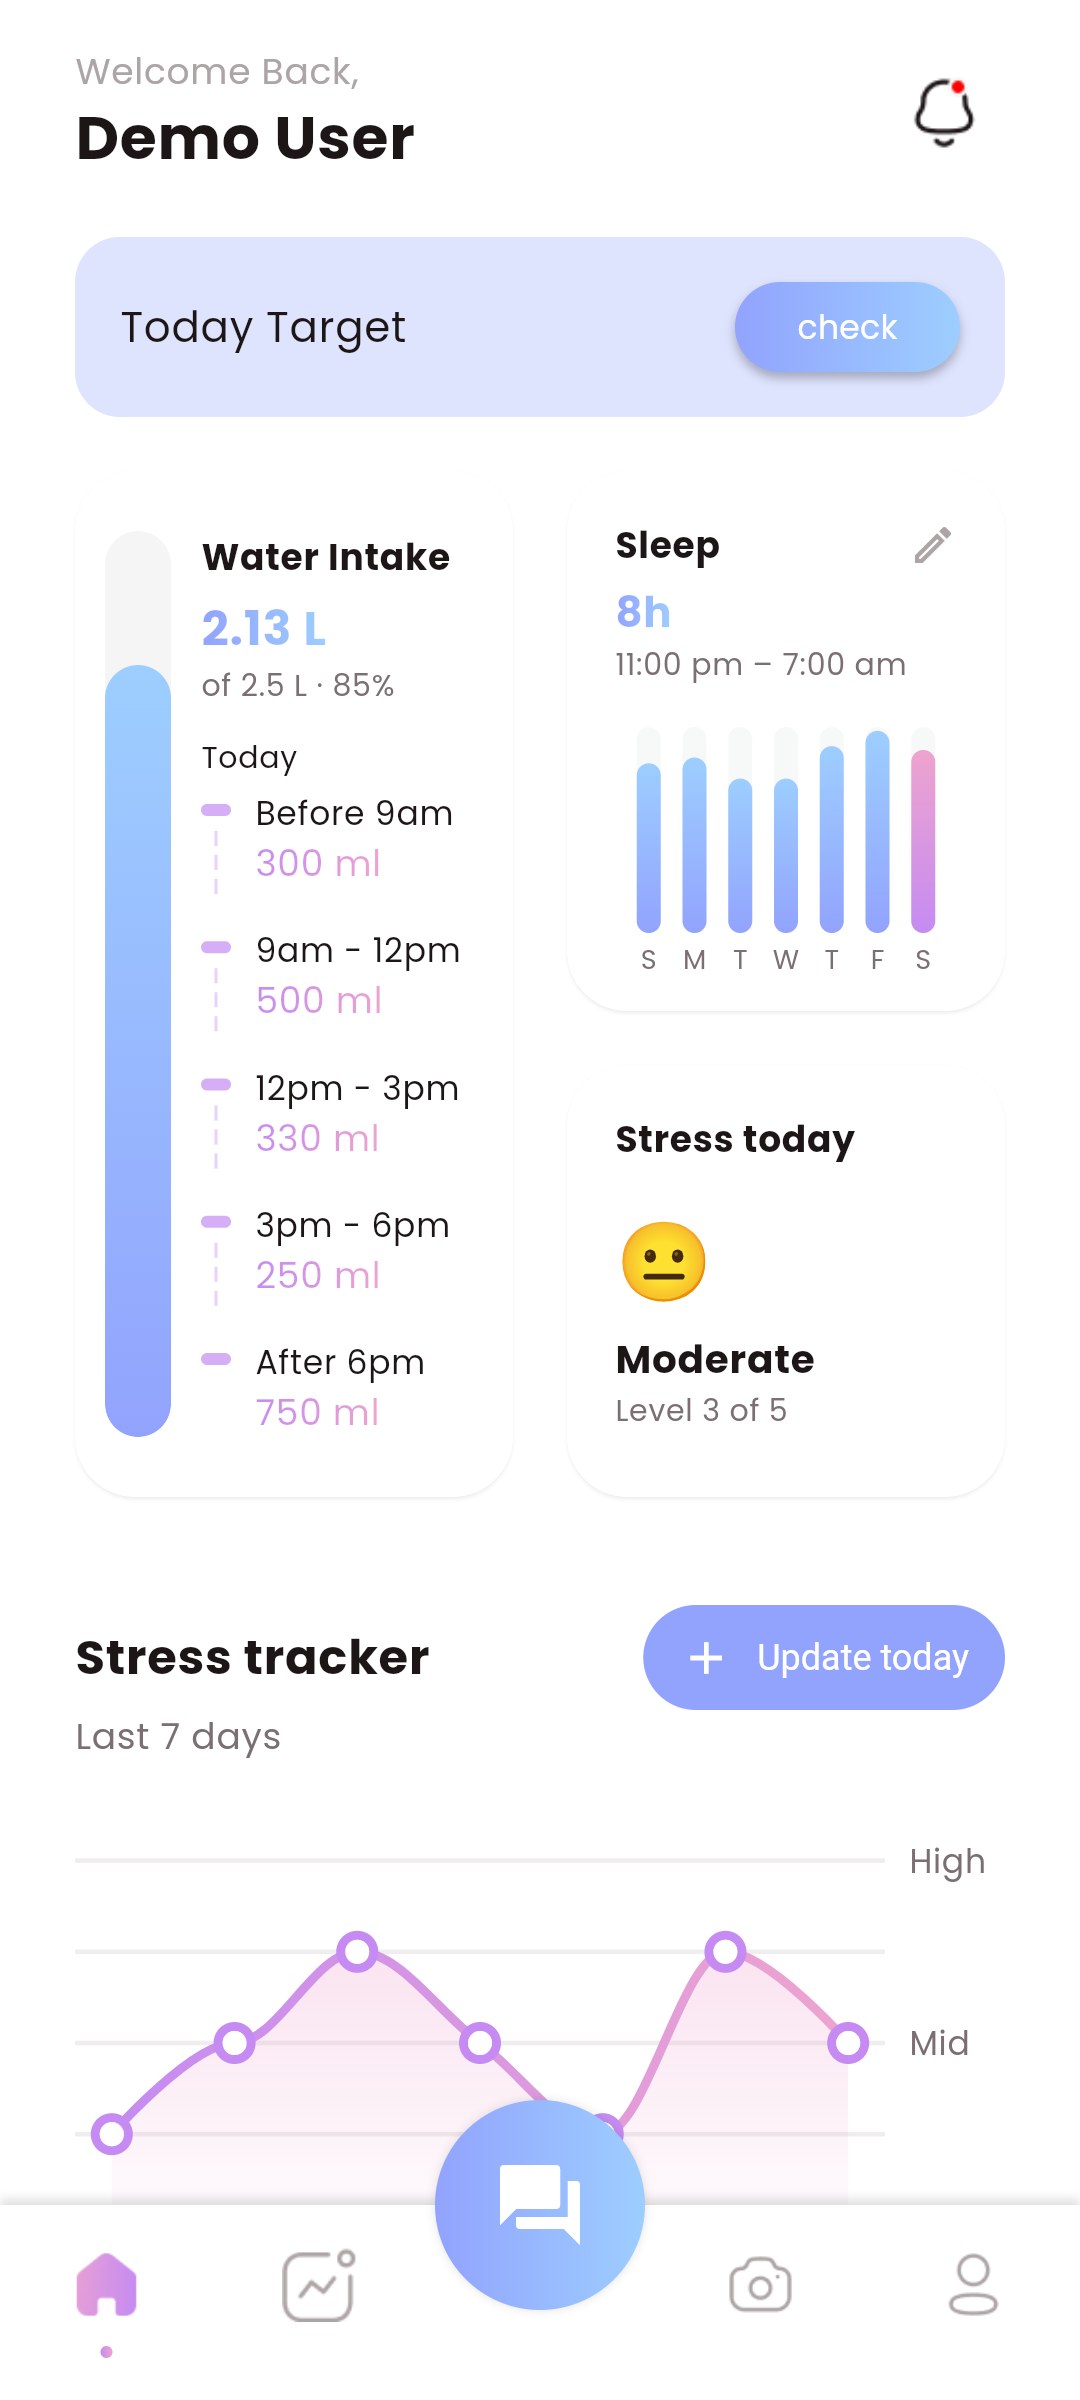 Welcome Back,
Demo User
Today Target
check
Water Intake
2.13 L
of 2.5 L · 85%
Today
Before 9am
300 ml
9am - 12pm
500 ml
12pm - 3pm
330 ml
3pm - 6pm
250 ml
After 6pm
750 ml
Sleep
8h
11:00 pm – 7:00 am
S M T W T F S
Stress today
Moderate
Level 3 of 5
Stress tracker
Update today
Last 7 days
High
Mid